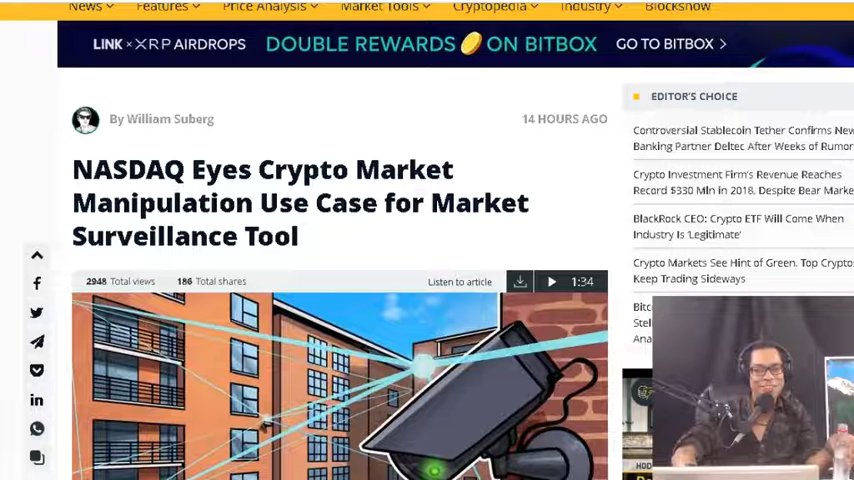 News Features Price Analysis Market Tools Cryptopedia Industry Blockshow
LINK × XRP AIRDROPS DOUBLE REWARDS ON BITBOX GO TO BITBOX >
By William Suberg
14 HOURS AGO
NASDAQ Eyes Crypto Market
Manipulation Use Case for Market
Surveillance Tool
2948 Total views 186 Total shares
Listen to article
1:34
EDITOR'S CHOICE
Controversial Stablecoin Tether Confirms New
Banking Partner Deltec After Weeks of Rumor
Crypto Investment Firm's Revenue Reaches
Record $330 Mln in 2018, Despite Bear Marke
BlackRock CEO: Crypto ETF Will Come When
Industry Is 'Legitimate'
Crypto Markets See Hint of Green, Top Crypto
Keep Trading Sideways
Bitc
Stel
Ana